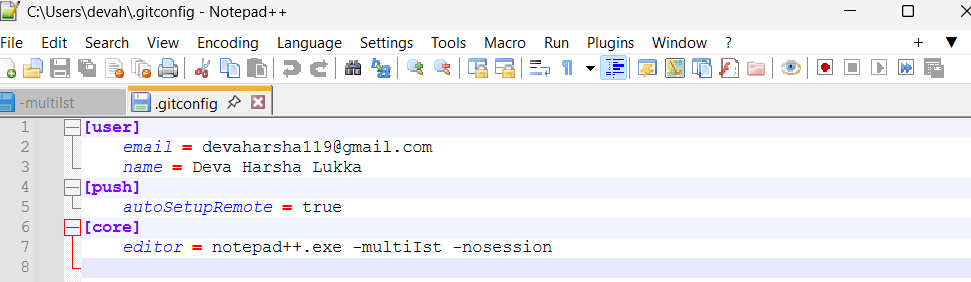 C:\Users\devah\.gitconfig - Notepad++
File Edit Search View Encoding Language Settings Tools Macro Run Plugins Window ?
-multiIst .gitconfig
1 [user]
2 email = devaharsha119@gmail.com
3 name = Deva Harsha Lukka
4 [push]
5 autoSetupRemote = true
6 [core]
7 editor = notepad++.exe -multiIst -nosession
8